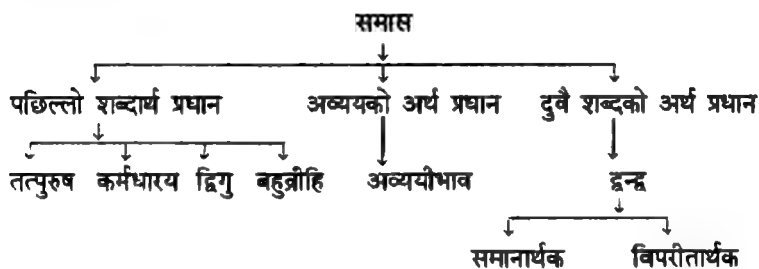 समास
पछिल्लो शब्दार्थ प्रधान अव्ययको अर्थ प्रधान दुवै शब्दको अर्थ प्रधान
तत्पुरुष कर्मधारय द्विगु बहुव्रीहि अव्ययीभाव द्वन्द्व
समानार्थक विपरीतार्थक